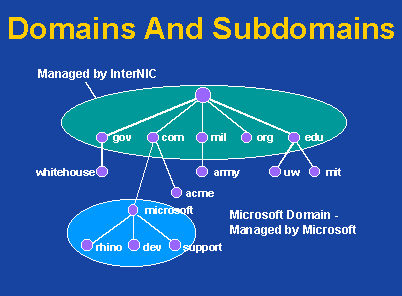 Domains And Subdomains
Managed by InterNIC
gov com mil org edu
whitehouse army uw mit
acme
microsoft
Microsoft Domain -
Managed by Microsoft
rhino dev support